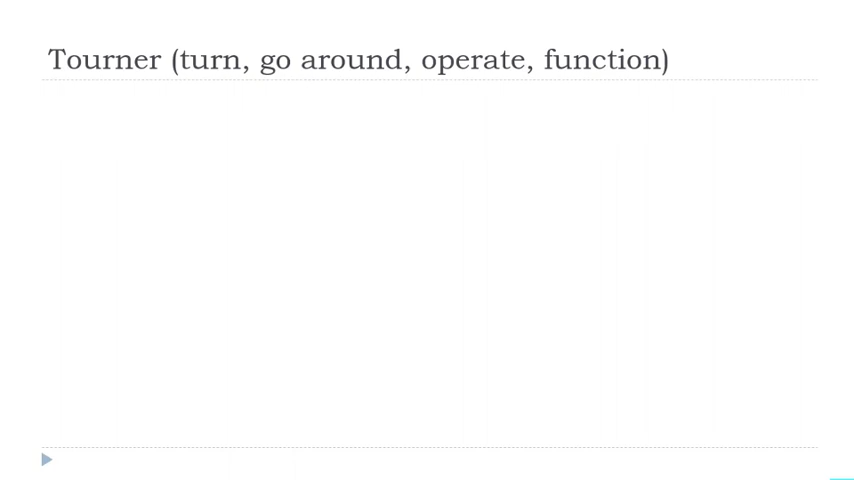 Tourner (turn, go around, operate, function)